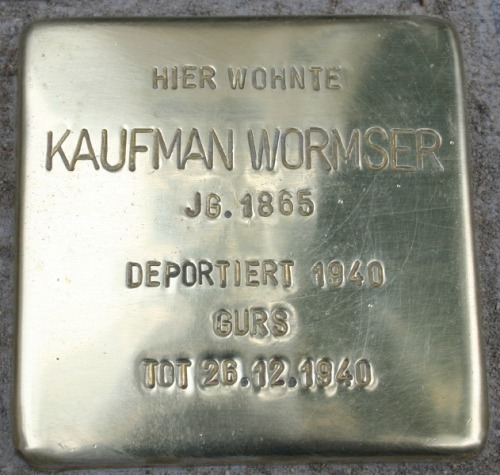 HIER WOHNTE
KAUFMAN WORMSER
JG. 1865
DEPORTIERT 1940
GURS
TOT 26.12.1940